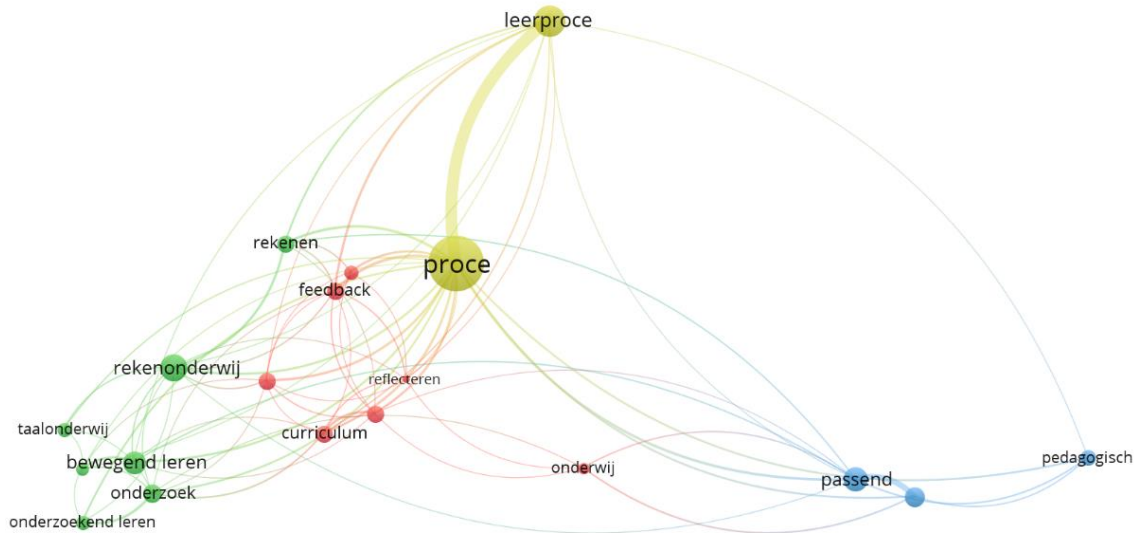 leerproce
rekenen
proce
feedback
rekenonderwij
reflecteren
taalonderwij
curriculum
bewegend leren
onderwij
pedagogisch
passend
onderzoek
onderzoekend leren